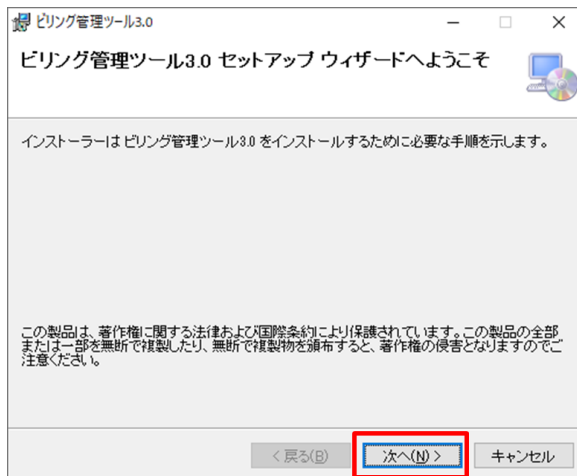 ビリング管理ツール3.0
ビリング管理ツール3.0 セットアップ ウィザードへようこそ
インストーラーは ビリング管理ツール3.0 をインストールするために必要な手順を示します。
この製品は、著作権に関する法律および国際条約により保護されています。この製品の全部
または一部を無断で複製したり、無断で複製物を頒布すると、著作権の侵害となりますのでご
注意ください。
< 戻る(B)
次へ(N) >
キャンセル